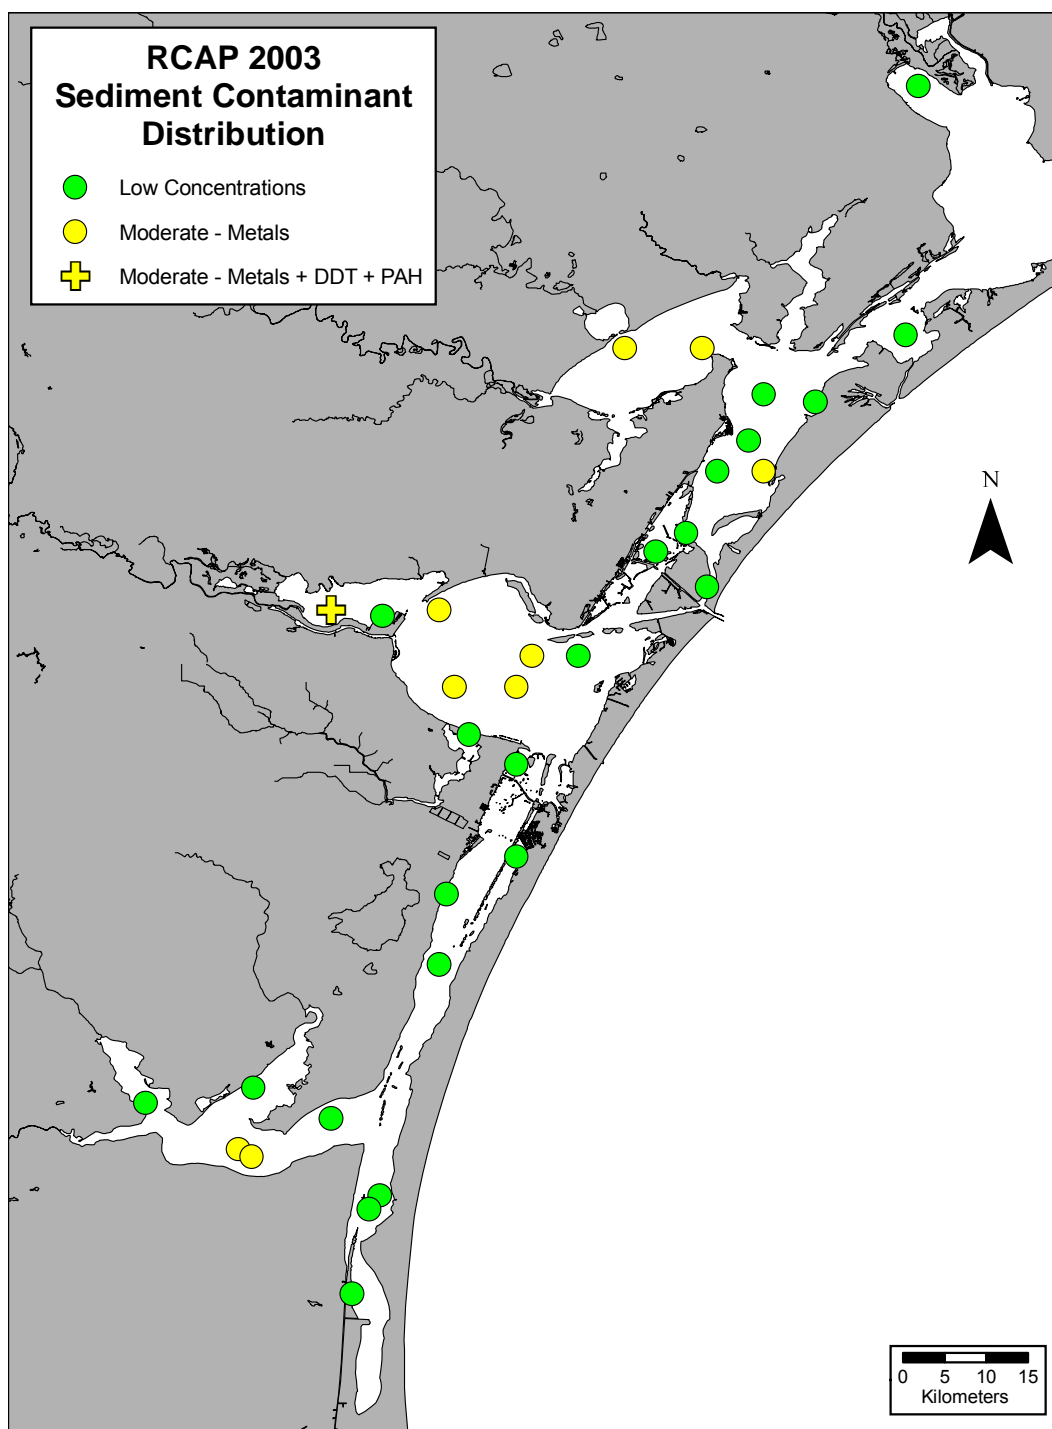 RCAP 2003
Sediment Contaminant
Distribution
Low Concentrations
Moderate - Metals
Moderate - Metals + DDT + PAH
N
0 5 10 15
Kilometers